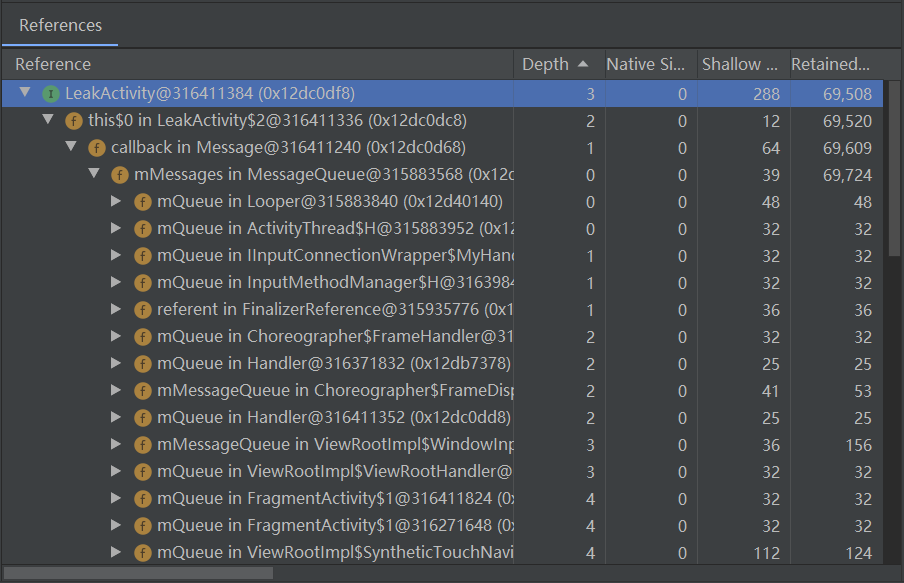 References
Reference Depth Native Si... Shallow ... Retained...
I LeakActivity@316411384 (0x12dc0df8) 3 0 288 69,508
f this$0 in LeakActivity$2@316411336 (0x12dc0dc8) 2 0 12 69,520
f callback in Message@316411240 (0x12dc0d68) 1 0 64 69,609
f mMessages in MessageQueue@315883568 (0x12c 0 0 39 69,724
f mQueue in Looper@315883840 (0x12d40140) 0 0 48 48
f mQueue in ActivityThread$H@315883952 (0x12 0 0 32 32
f mQueue in IInputConnectionWrapper$MyHand 1 0 32 32
f mQueue in InputMethodManager$H@3163984 1 0 32 32
f referent in FinalizerReference@315935776 (0x1 1 0 36 36
f mQueue in Choreographer$FrameHandler@31 2 0 32 32
f mQueue in Handler@316371832 (0x12db7378) 2 0 25 25
f mMessageQueue in Choreographer$FrameDisp 2 0 41 53
f mQueue in Handler@316411352 (0x12dc0dd8) 2 0 25 25
f mMessageQueue in ViewRootImpl$WindowInp 3 0 36 156
f mQueue in ViewRootImpl$ViewRootHandler@ 3 0 32 32
f mQueue in FragmentActivity$1@316411824 (0x 4 0 32 32
f mQueue in FragmentActivity$1@316271648 (0x 4 0 32 32
f mQueue in ViewRootImpl$SyntheticTouchNavi 4 0 112 124